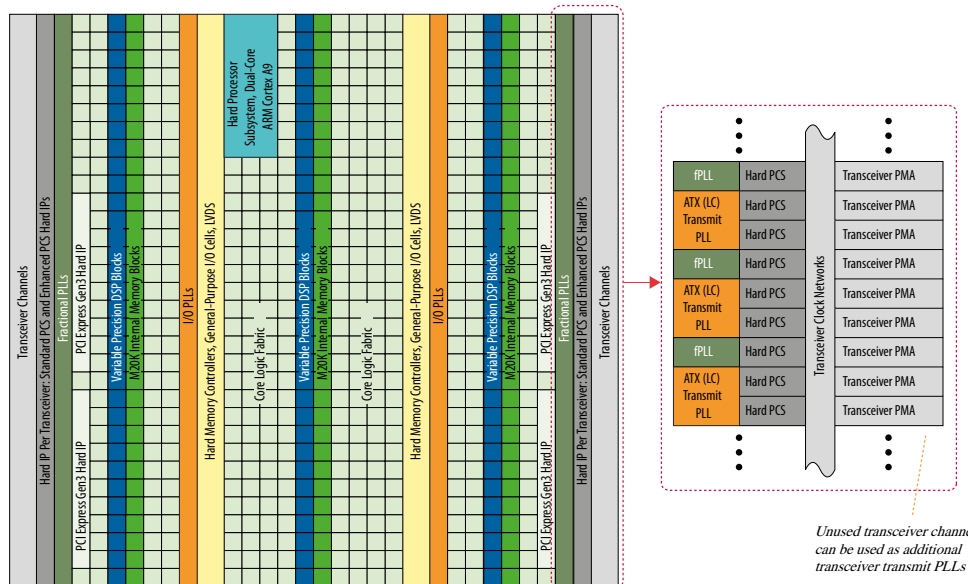 Transceiver Channels
Hard IP Per Transceiver: Standard PCS and Enhanced PCS Hard IPs
Fractional PLLs
PCI Express Gen3 Hard IP
PCI Express Gen3 Hard IP
Variable Precision DSP Blocks
M20K Internal Memory Blocks
I/O PLLs
Hard Memory Controllers, General-Purpose I/O Cells, LVDS
Hard Processor
Subsystem, Dual-Core
ARM Cortex A9
Core Logic Fabric
Variable Precision DSP Blocks
M20K Internal Memory Blocks
Core Logic Fabric
Hard Memory Controllers, General-Purpose I/O Cells, LVDS
I/O PLLs
Variable Precision DSP Blocks
M20K Internal Memory Blocks
PCI Express Gen3 Hard IP
PCI Express Gen3 Hard IP
Fractional PLLs
Hard IP Per Transceiver: Standard PCS and Enhanced PCS Hard IPs
Transceiver Channels
fPLL
Hard PCS
Transceiver PMA
ATX (LC)
Transmit
PLL
Hard PCS
Transceiver PMA
Hard PCS
Transceiver PMA
fPLL
Hard PCS
Transceiver PMA
ATX (LC)
Transmit
PLL
Hard PCS
Transceiver PMA
Hard PCS
Transceiver PMA
fPLL
Hard PCS
Transceiver PMA
ATX (LC)
Transmit
PLL
Hard PCS
Transceiver PMA
Hard PCS
Transceiver PMA
Transceiver Clock Networks
Unused transceiver
can be used as additional
transceiver transmit PLLs